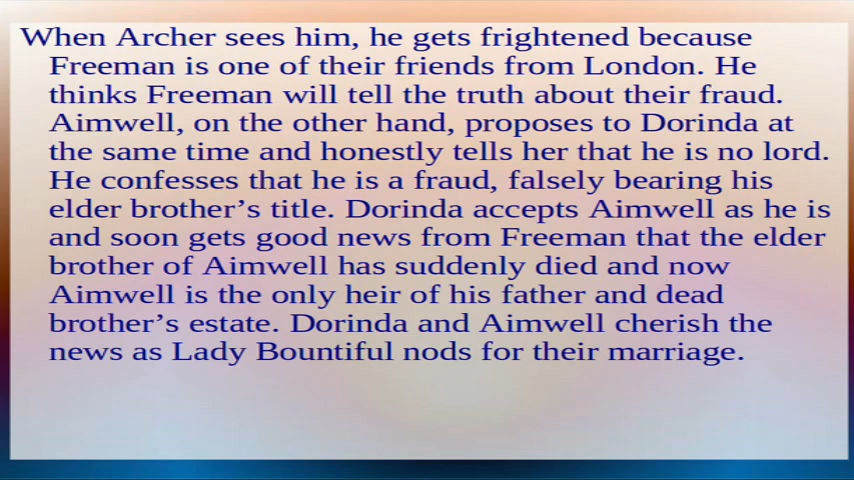 When Archer sees him, he gets frightened because
Freeman is one of their friends from London. He
thinks Freeman will tell the truth about their fraud.
Aimwell, on the other hand, proposes to Dorinda at
the same time and honestly tells her that he is no lord.
He confesses that he is a fraud, falsely bearing his
elder brother’s title. Dorinda accepts Aimwell as he is
and soon gets good news from Freeman that the elder
brother of Aimwell has suddenly died and now
Aimwell is the only heir of his father and dead
brother’s estate. Dorinda and Aimwell cherish the
news as Lady Bountiful nods for their marriage.